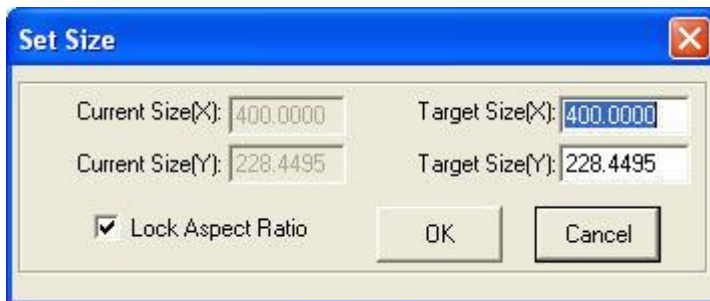 Set Size
Current Size(X): 400.0000 Target Size(X): 400.0000
Current Size(Y): 228.4495 Target Size(Y): 228.4495
Lock Aspect Ratio OK Cancel